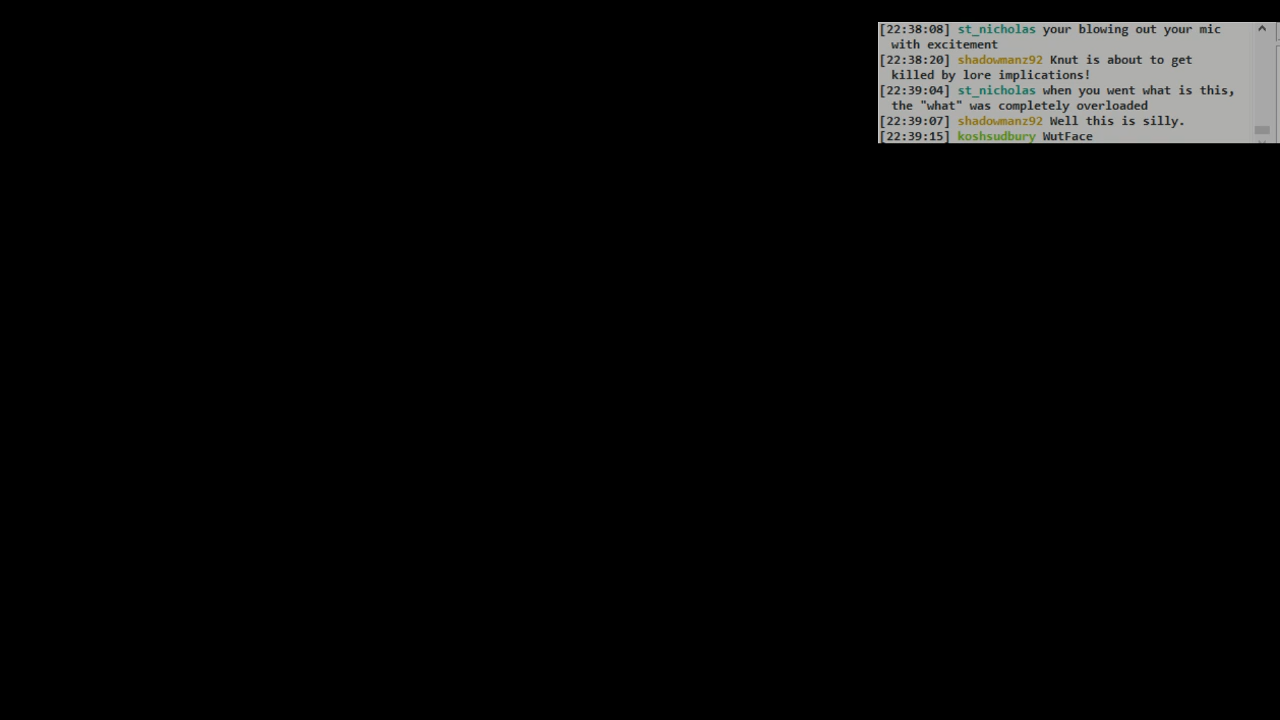 [22:38:08] st_nicholas your blowing out your mic
with excitement
[22:38:20] shadowmanz92 Knut is about to get
killed by lore implications!
[22:39:04] st_nicholas when you went what is this,
the "what" was completely overloaded
[22:39:07] shadowmanz92 Well this is silly.
[22:39:15] koshsudbury WutFace